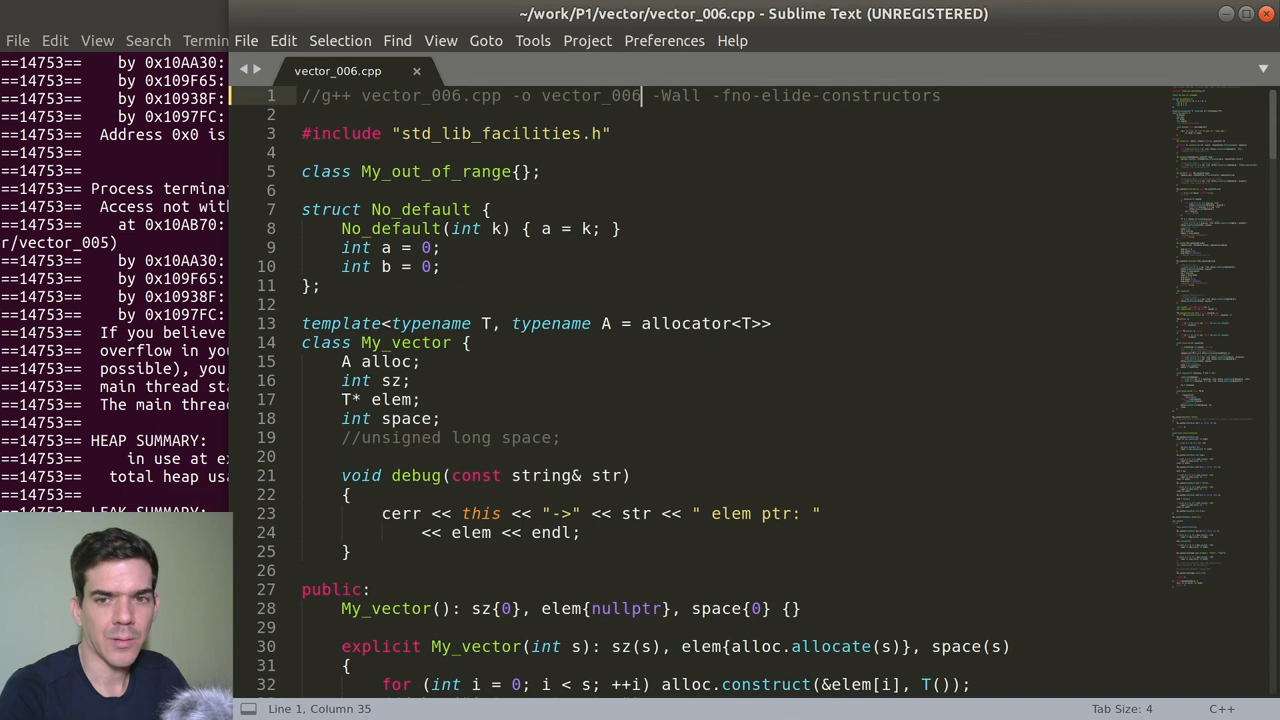 ~/work/P1/vector/vector_006.cpp - Sublime Text (UNREGISTERED)
File Edit View Search Termin
File Edit Selection Find View Goto Tools Project Preferences Help
vector_006.cpp
==14753==    by 0x10AA30:
==14753==    by 0x109F65:
==14753==    by 0x10938F:
==14753==    by 0x1097FC:
==14753==  Address 0x0 is
==14753==
==14753==
==14753== Process terminat
==14753==  Access not with
==14753==    at 0x10AB70:
r/vector_005)
==14753==    by 0x10AA30:
==14753==    by 0x109F65:
==14753==    by 0x10938F:
==14753==    by 0x1097FC:
==14753==  If you believe
==14753==  overflow in you
==14753==  possible), you
==14753==  main thread sta
==14753==  The main threa
==14753==
==14753== HEAP SUMMARY:
==14753==     in use at ex
==14753==   total heap usa
==14753==
==14753== LEAK SUMMARY:
1 //g++ vector_006.cpp -o vector_006 -Wall -fno-elide-constructors
2
3 #include "std_lib_facilities.h"
4
5 class My_out_of_range{};
6
7 struct No_default {
8     No_default(int k) { a = k; }
9     int a = 0;
10     int b = 0;
11 };
12
13 template<typename T, typename A = allocator<T>>
14 class My_vector {
15     A alloc;
16     int sz;
17     T* elem;
18     int space;
19     //unsigned long space;
20
21     void debug(const string& str)
22     {
23         cerr << this << "->" << str << " elem ptr: "
24             << elem << endl;
25     }
26
27 public:
28     My_vector(): sz{0}, elem{nullptr}, space{0} {}
29
30     explicit My_vector(int s): sz(s), elem{alloc.allocate(s)}, space(s)
31     {
32         for (int i = 0; i < s; ++i) alloc.construct(&elem[i], T());
Line 1, Column 35
Tab Size: 4
C++